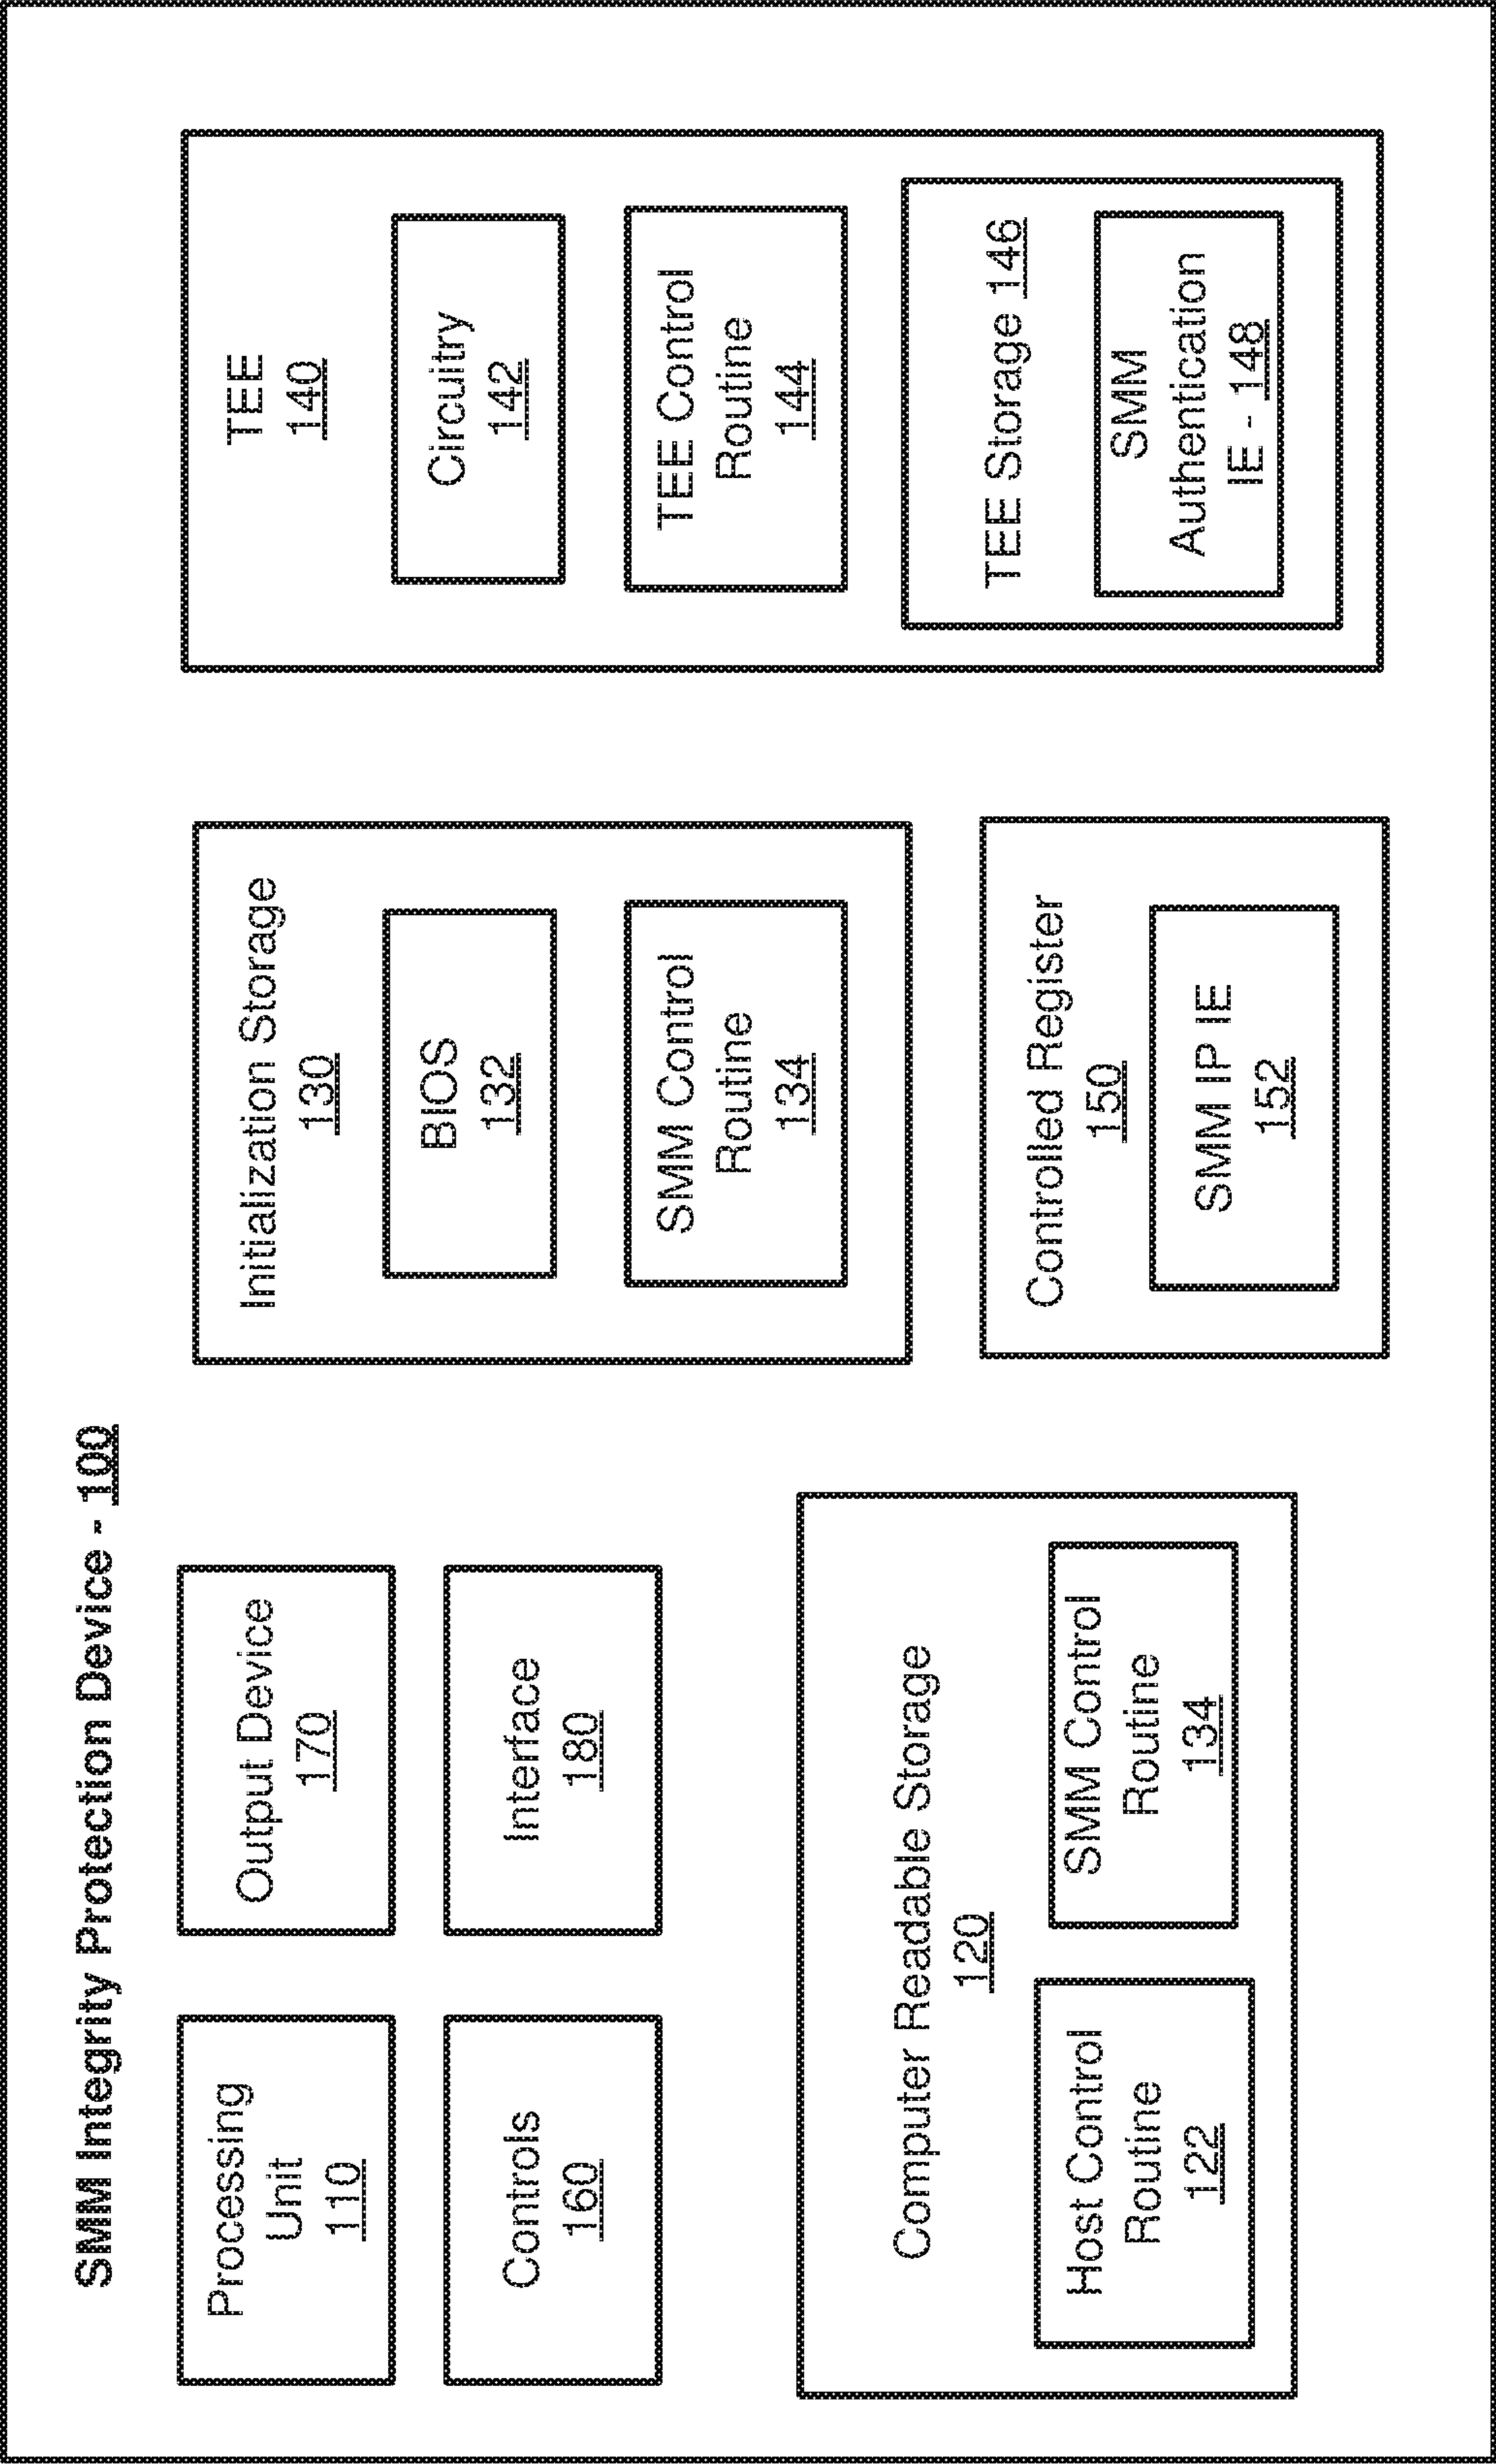 SMM Integrity Protection Device - 100
Processing
Unit
110
Output Device
170
Controls
160
Interface
180
Computer Readable Storage
120
Host Control
Routine
122
SMM Control
Routine
134
Initialization Storage
130
BIOS
132
SMM Control
Routine
134
Controlled Register
150
SMM IP IE
152
TEE
140
Circuitry
142
TEE Control
Routine
144
TEE Storage 146
SMM
Authentication
IE - 148